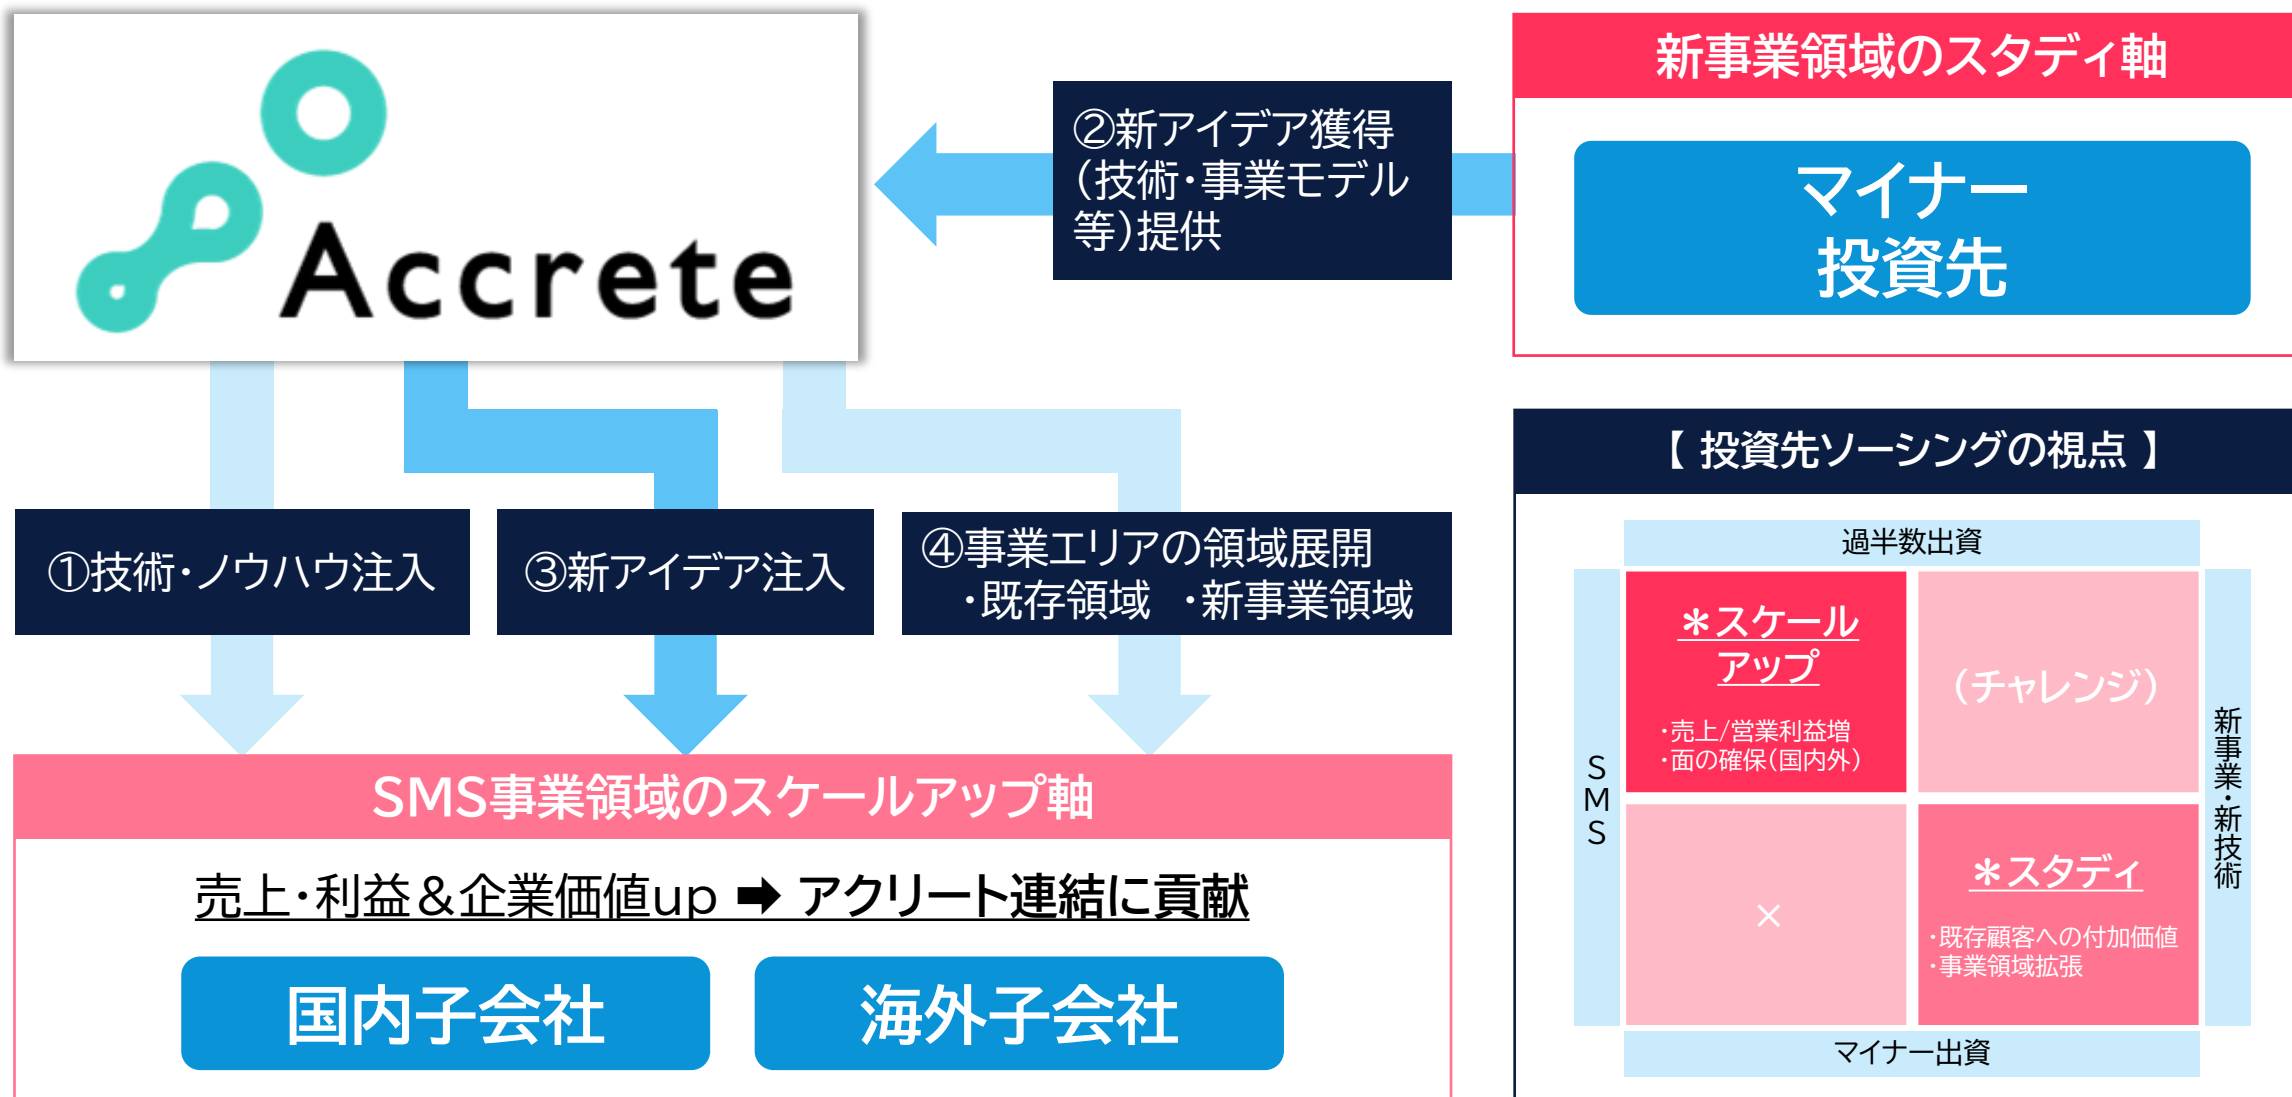 Accrete
②新アイデア獲得
（技術・事業モデル
等）提供
新事業領域のスタディ軸
マイナー
投資先
①技術・ノウハウ注入
③新アイデア注入
④事業エリアの領域展開
・既存領域　・新事業領域
SMS事業領域のスケールアップ軸
売上・利益＆企業価値up ➡ アクリート連結に貢献
国内子会社
海外子会社
【 投資先ソーシングの視点 】
過半数出資
SMS
＊スケール
アップ
・売上/営業利益増
・面の確保（国内外）
（チャレンジ）
×
＊スタディ
・既存顧客への付加価値
・事業領域拡張
新事業・新技術
マイナー出資